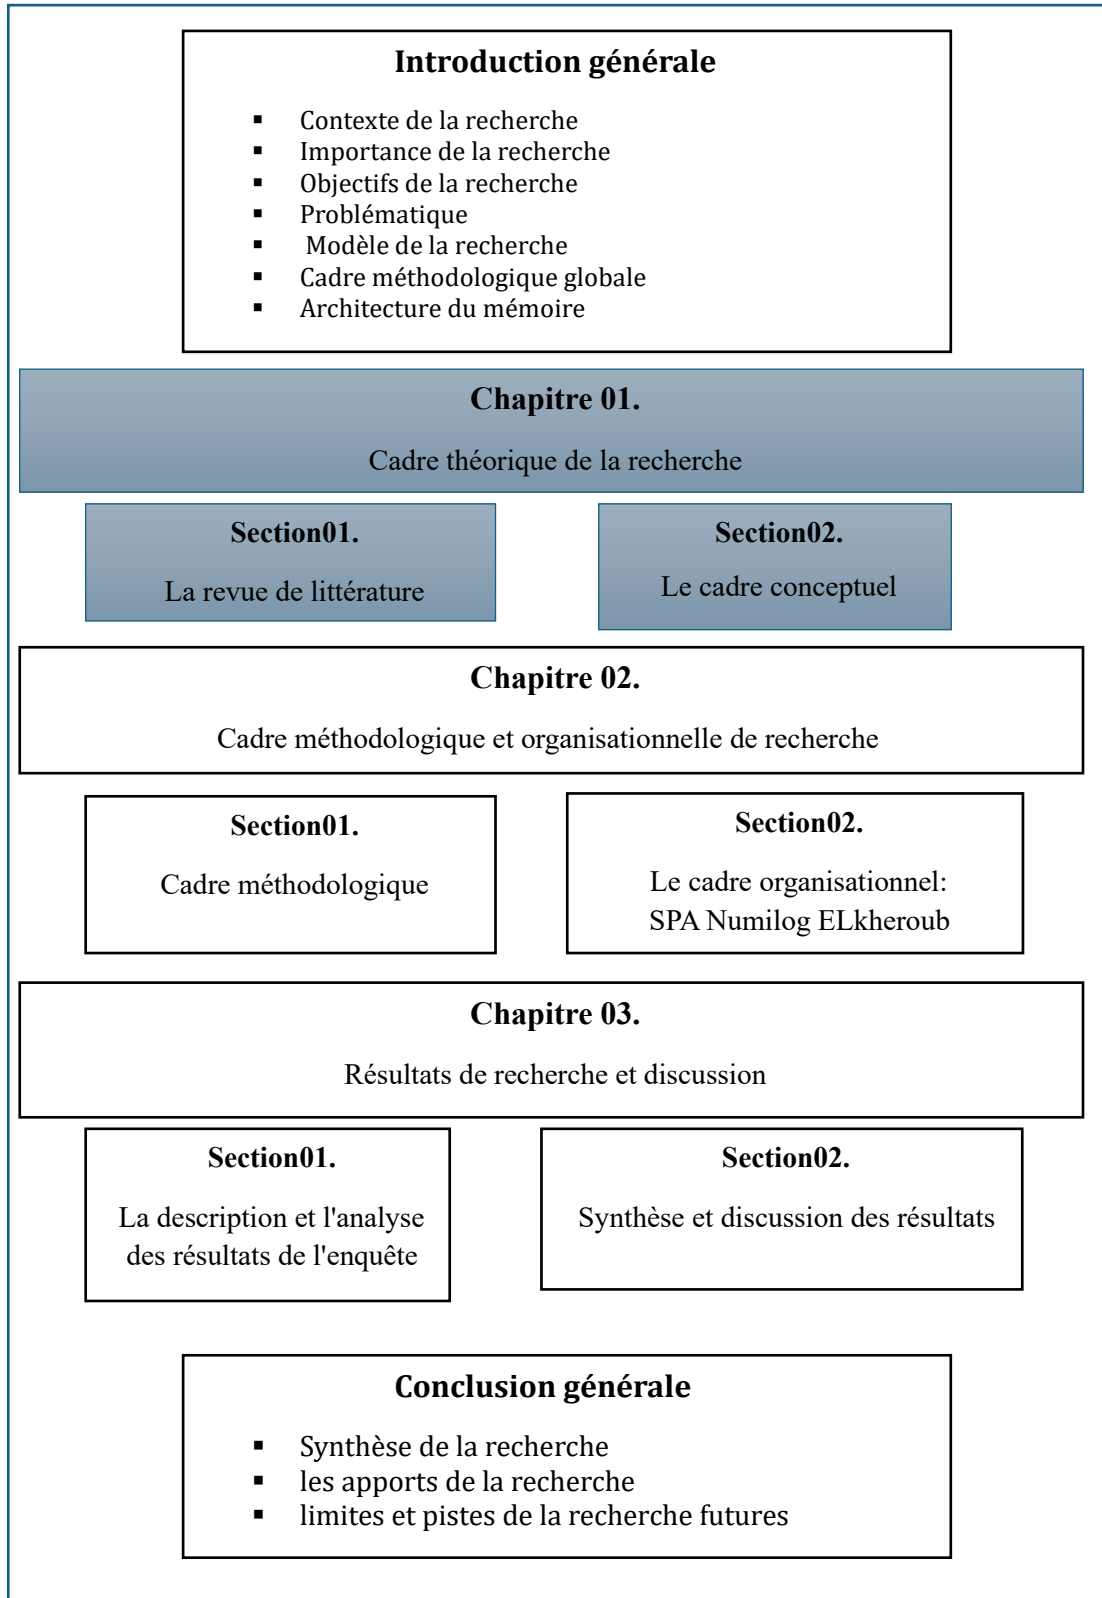 Introduction générale
▪ Contexte de la recherche
▪ Importance de la recherche
▪ Objectifs de la recherche
▪ Problématique
▪ Modèle de la recherche
▪ Cadre méthodologique globale
▪ Architecture du mémoire
Chapitre 01.
Cadre théorique de la recherche
Section01.
La revue de littérature
Section02.
Le cadre conceptuel
Chapitre 02.
Cadre méthodologique et organisationnelle de recherche
Section01.
Cadre méthodologique
Section02.
Le cadre organisationnel:
SPA Numilog ELkheroub
Chapitre 03.
Résultats de recherche et discussion
Section01.
La description et l'analyse
des résultats de l'enquête
Section02.
Synthèse et discussion des résultats
Conclusion générale
▪ Synthèse de la recherche
▪ les apports de la recherche
▪ limites et pistes de la recherche futures